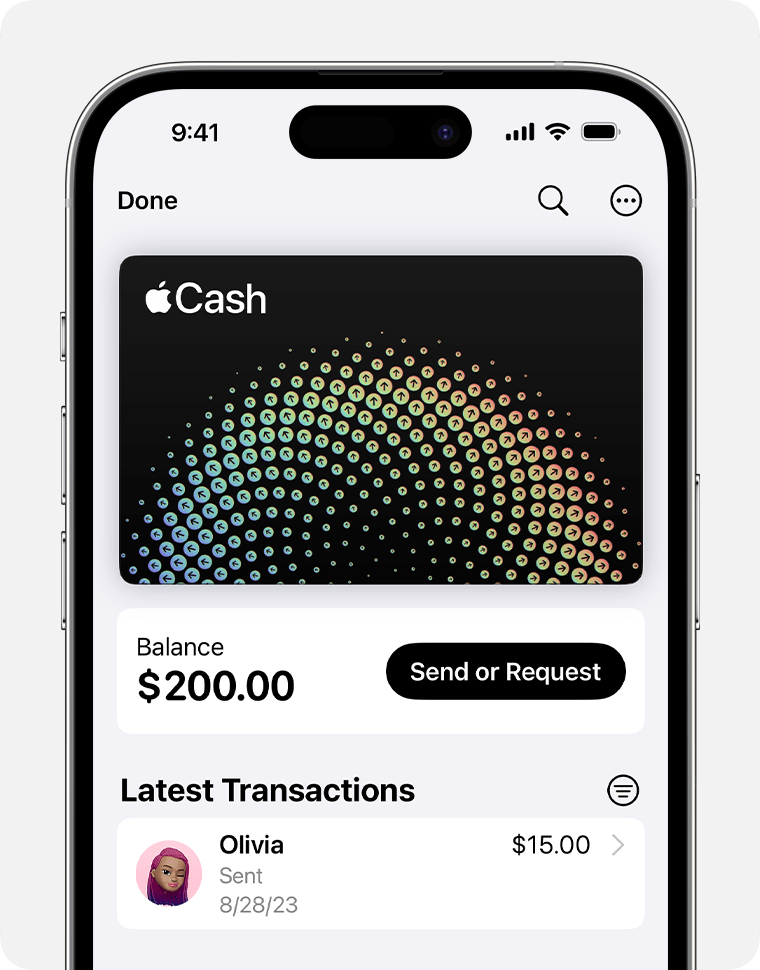 9:41
Done
Cash
Balance
$200.00
Send or Request
Latest Transactions
Olivia
$15.00
Sent
8/28/23